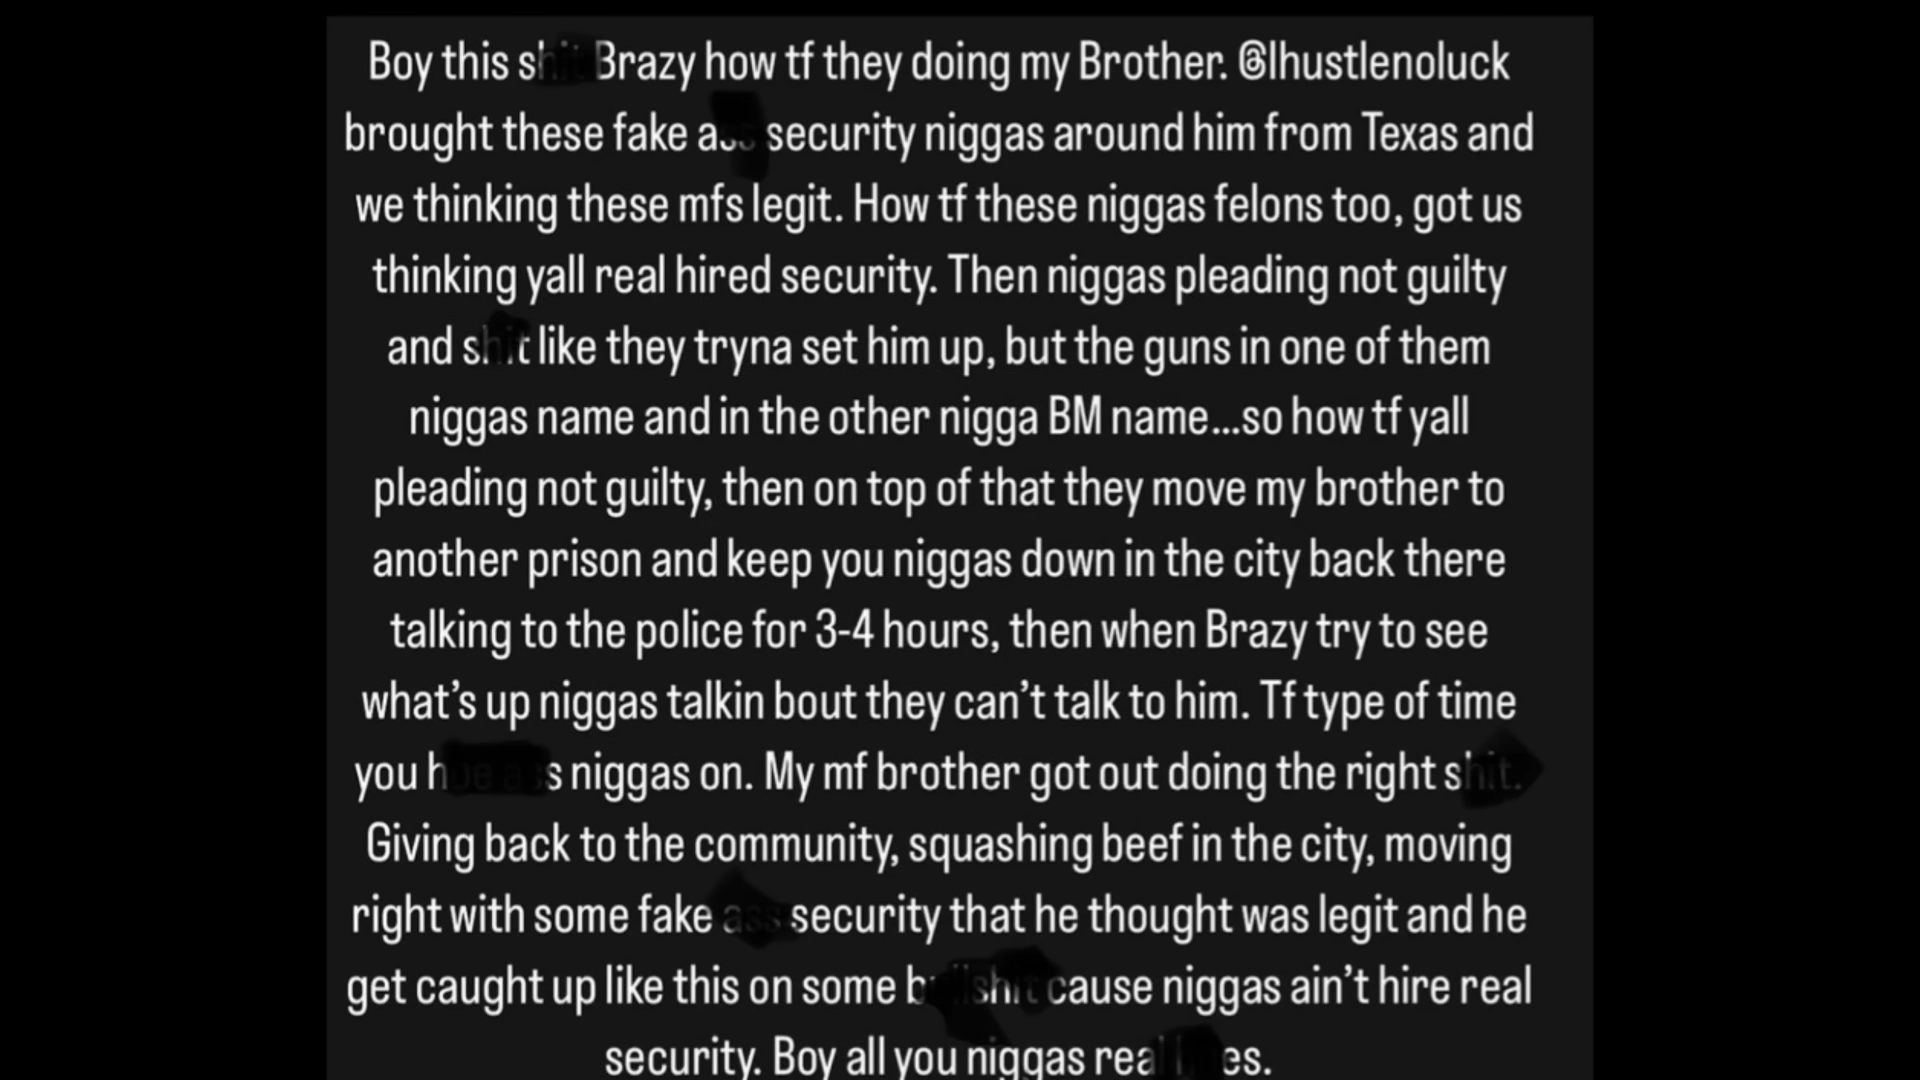 Boy this shit Brazy how tf they doing my Brother. @lhustlenoluck
brought these fake ass security niggas around him from Texas and
we thinking these mfs legit. How tf these niggas felons too, got us
thinking yall real hired security. Then niggas pleading not guilty
and shit like they tryna set him up, but the guns in one of them
niggas name and in the other nigga BM name...so how tf yall
pleading not guilty, then on top of that they move my brother to
another prison and keep you niggas down in the city back there
talking to the police for 3-4 hours, then when Brazy try to see
what's up niggas talkin bout they can't talk to him. Tf type of time
you hoe ass niggas on. My mf brother got out doing the right shit.
Giving back to the community, squashing beef in the city, moving
right with some fake ass security that he thought was legit and he
get caught up like this on some bullshit cause niggas ain't hire real
security. Boy all you niggas real